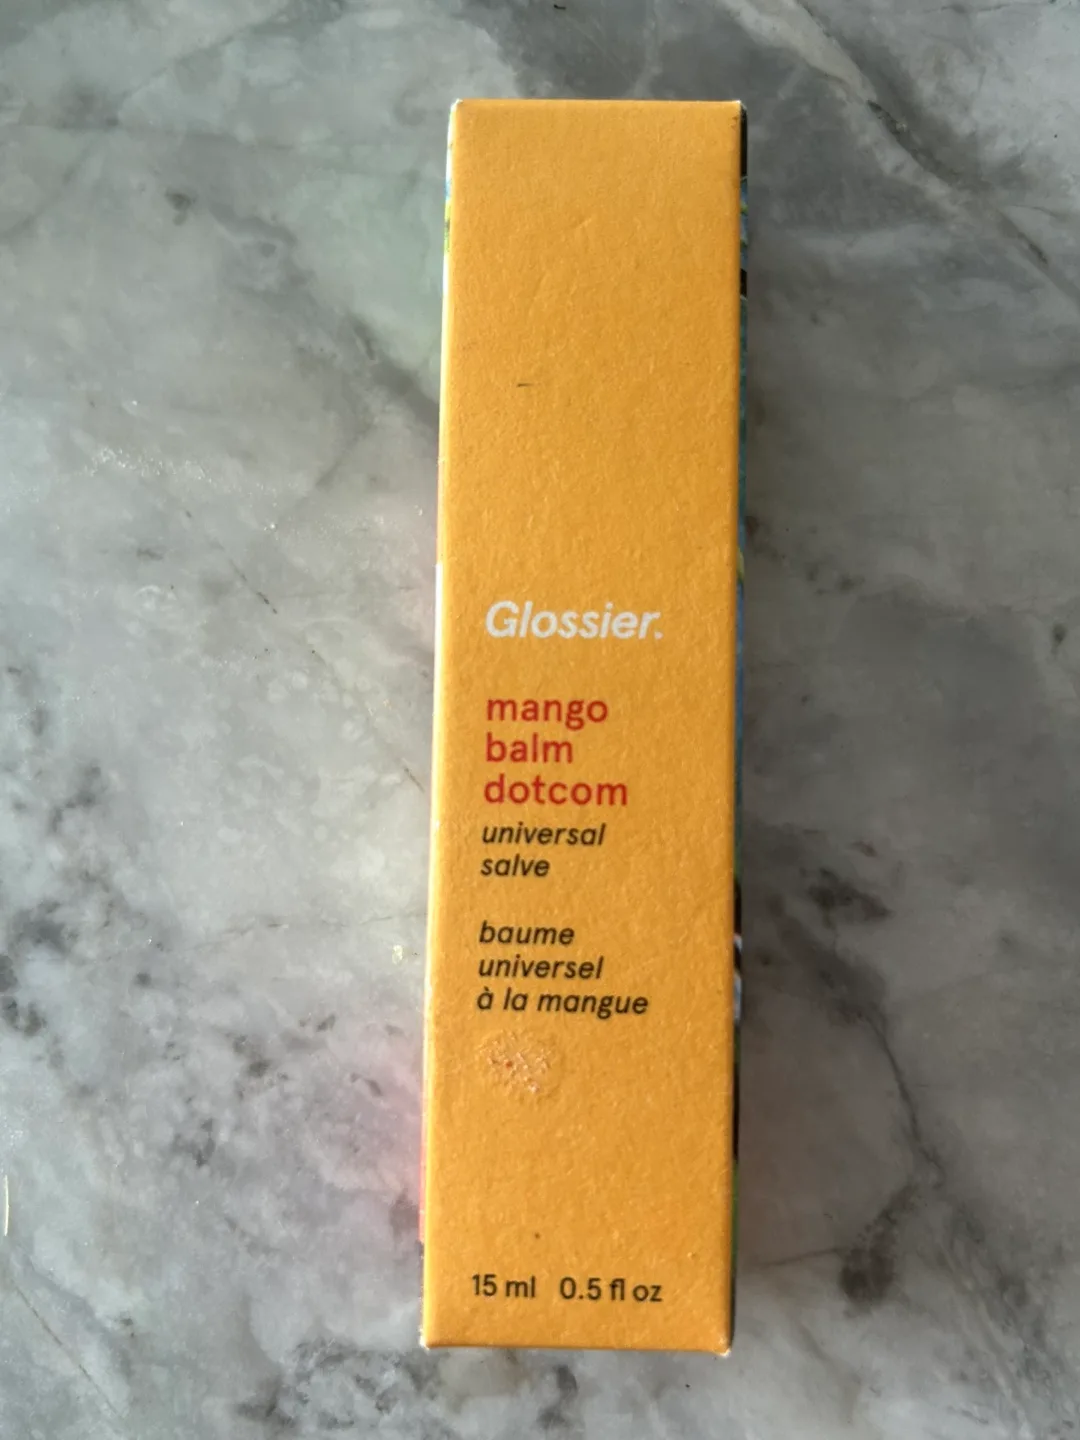 Glossier.
mango
balm
dotcom
universal
salve
baume
universel
à la mangue
15 ml 0.5 fl oz